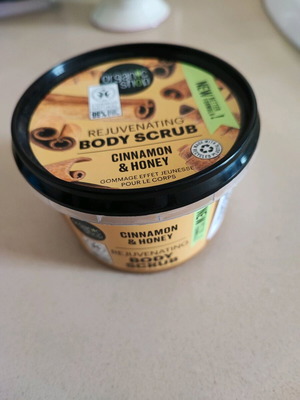 organic
shop
NEW
REJUVENATING
BODY SCRUB
CINNAMON
& HONEY
GOMMAGE EFFET JEUNESSE
POUR LE CORPS
CINNAMON
& HONEY
REJUVENATING
BODY
SCRUB